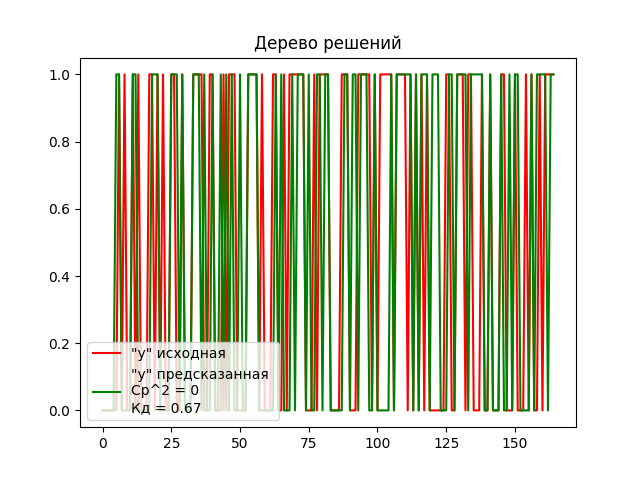 Дерево решений
1.0
0.8
0.6
0.4
0.2
0.0
"y" исходная
"y" предсказанная
Ср^2 = 0
Кд = 0.67
0 25 50 75 100 125 150